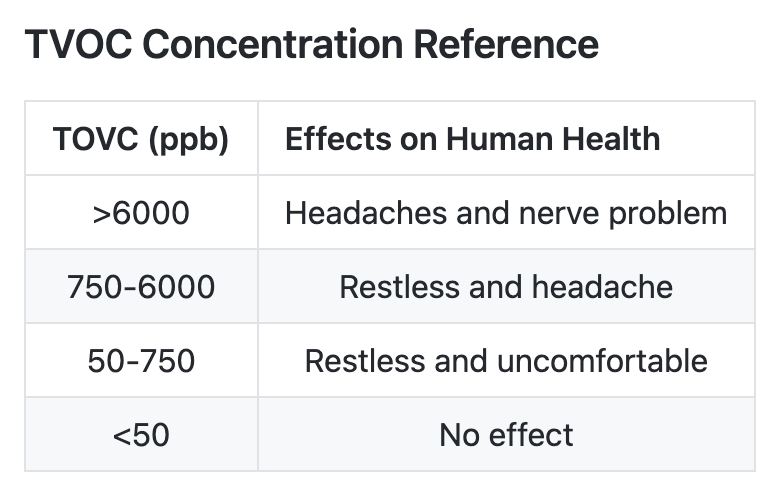 TVOC Concentration Reference
TOVC (ppb) Effects on Human Health
>6000 Headaches and nerve problem
750-6000 Restless and headache
50-750 Restless and uncomfortable
<50 No effect